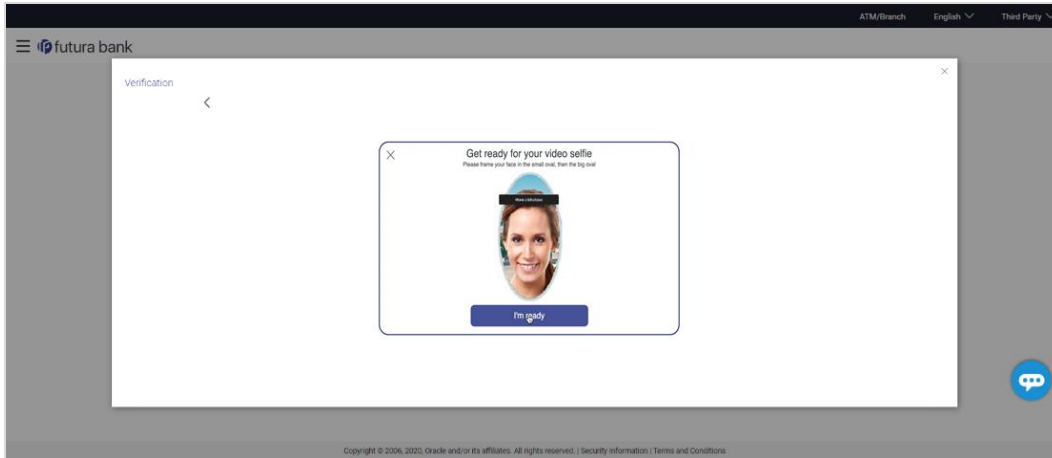 ATM/Branch English Third Party
futura bank
Verification
Get ready for your video selfie
Please frame your face in the small oval, then the big oval
I'm ready
Copyright © 2006, 2020, Oracle and/or its affiliates. All rights reserved. | Security Information | Terms and Conditions